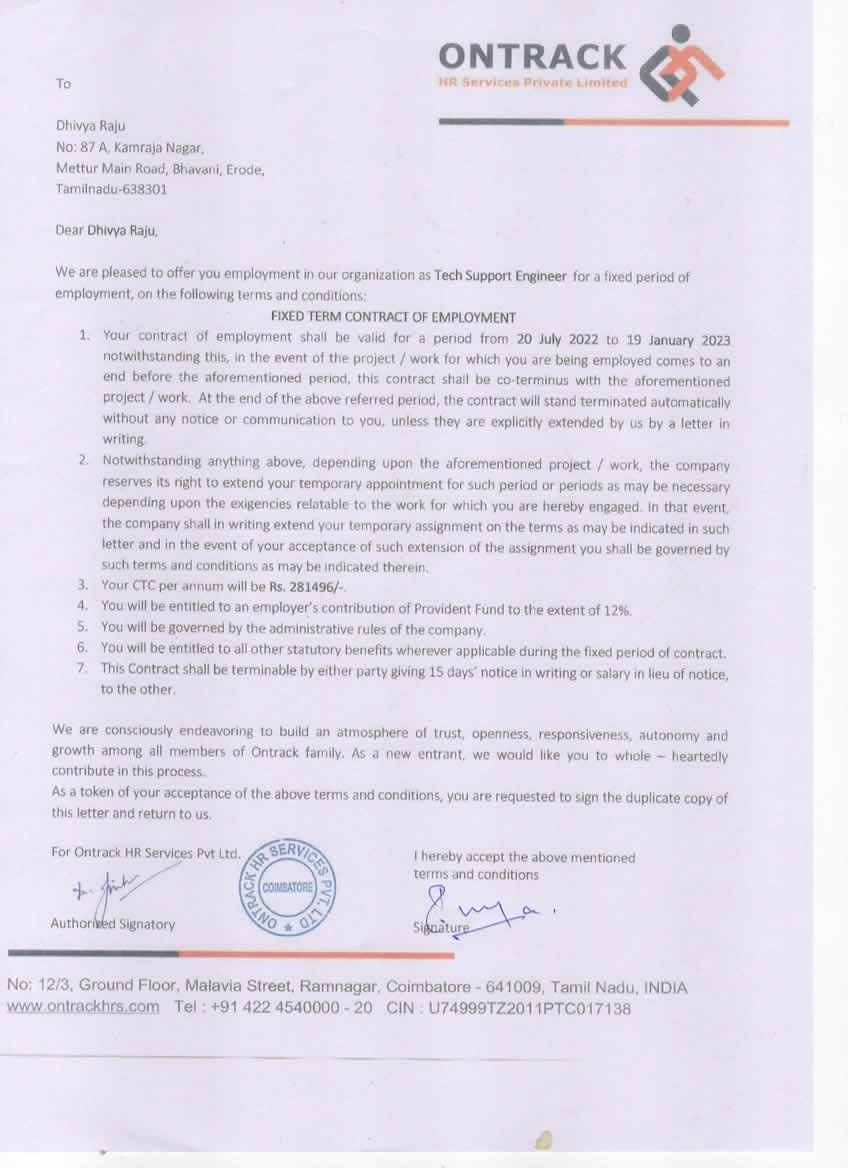 ONTRACK
HR Services Private Limited
To
Dhivya Raju
No: 87 A, Kamraja Nagar,
Mettur Main Road, Bhavani, Erode,
Tamilnadu-638301
Dear Dhivya Raju,
We are pleased to offer you employment in our organization as Tech Support Engineer for a fixed period of
employment, on the following terms and conditions:
FIXED TERM CONTRACT OF EMPLOYMENT
1. Your contract of employment shall be valid for a period from 20 July 2022 to 19 January 2023
notwithstanding this, in the event of the project / work for which you are being employed comes to an
end before the aforementioned period, this contract shall be co-terminus with the aforementioned
project / work. At the end of the above referred period, the contract will stand terminated automatically
without any notice or communication to you, unless they are explicitly extended by us by a letter in
writing.
2. Notwithstanding anything above, depending upon the aforementioned project / work, the company
reserves its right to extend your temporary appointment for such period or periods as may be necessary
depending upon the exigencies relatable to the work for which you are hereby engaged. In that event,
the company shall in writing extend your temporary assignment on the terms as may be indicated in such
letter and in the event of your acceptance of such extension of the assignment you shall be governed by
such terms and conditions as may be indicated therein.
3. Your CTC per annum will be Rs. 281496/-.
4. You will be entitled to an employer's contribution of Provident Fund to the extent of 12%.
5. You will be governed by the administrative rules of the company.
6. You will be entitled to all other statutory benefits wherever applicable during the fixed period of contract.
7. This Contract shall be terminable by either party giving 15 days' notice in writing or salary in lieu of notice,
to the other.
We are consciously endeavoring to build an atmosphere of trust, openness, responsiveness, autonomy and
growth among all members of Ontrack family. As a new entrant, we would like you to whole – heartedly
contribute in this process.
As a token of your acceptance of the above terms and conditions, you are requested to sign the duplicate copy of
this letter and return to us.
For Ontrack HR Services Pvt Ltd.
ONTRACK HR SERVICES PVT. LTD
COIMBATORE
Authorized Signatory
I hereby accept the above mentioned
terms and conditions
Signature
No: 12/3, Ground Floor, Malavia Street, Ramnagar, Coimbatore - 641009, Tamil Nadu, INDIA
www.ontrackhrs.com Tel : +91 422 4540000 - 20 CIN : U74999TZ2011PTC017138